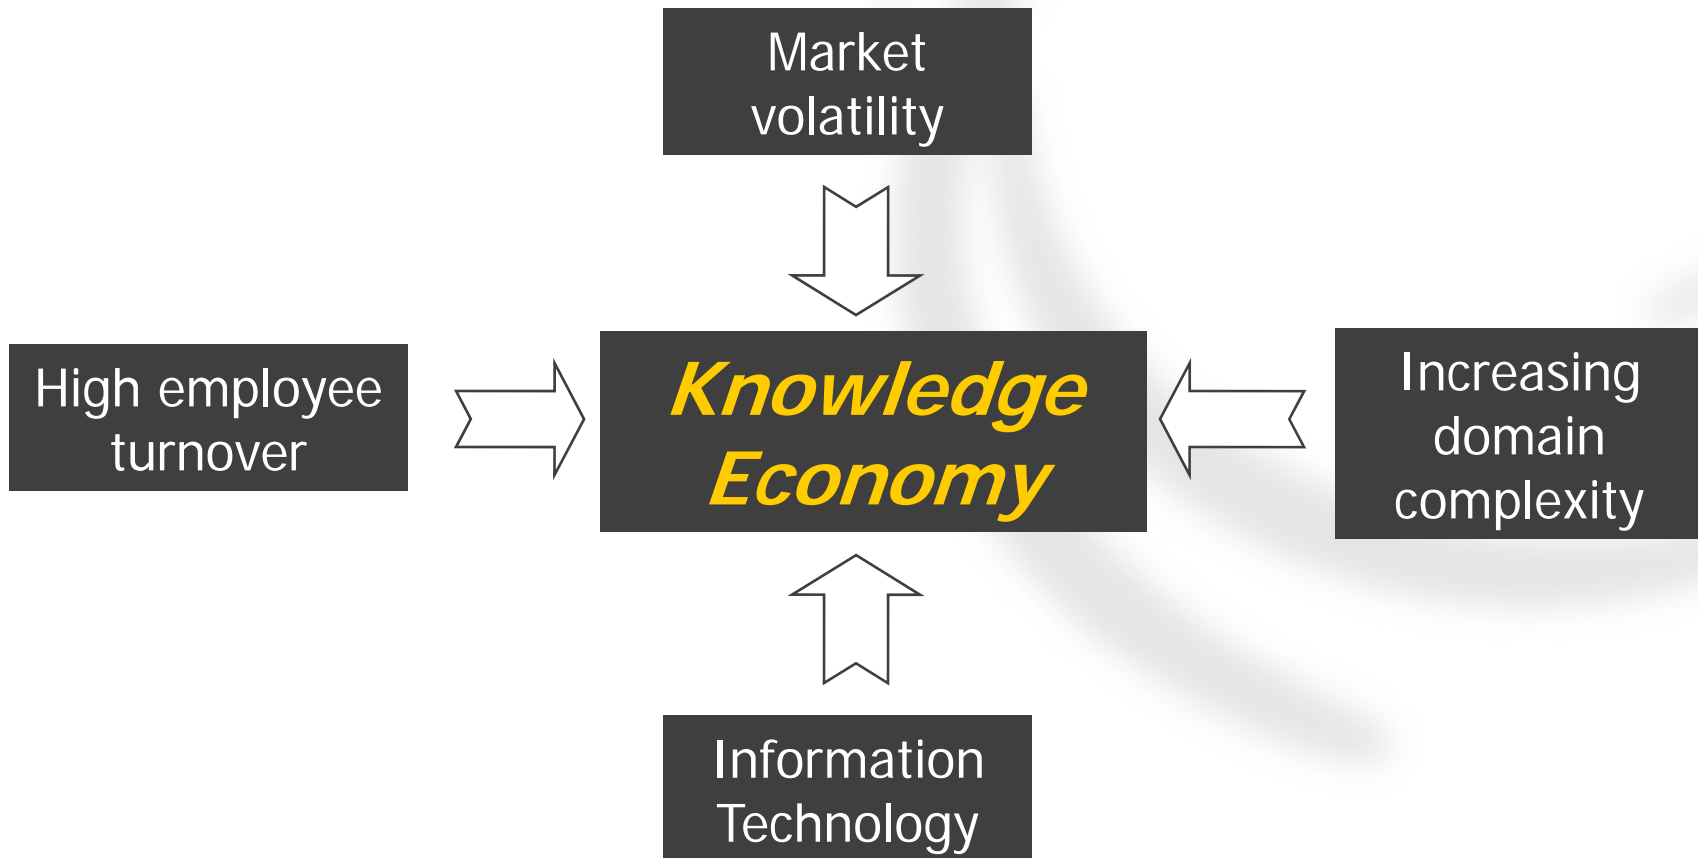 Market
volatility
High employee
turnover
Knowledge
Economy
Increasing
domain
complexity
Information
Technology